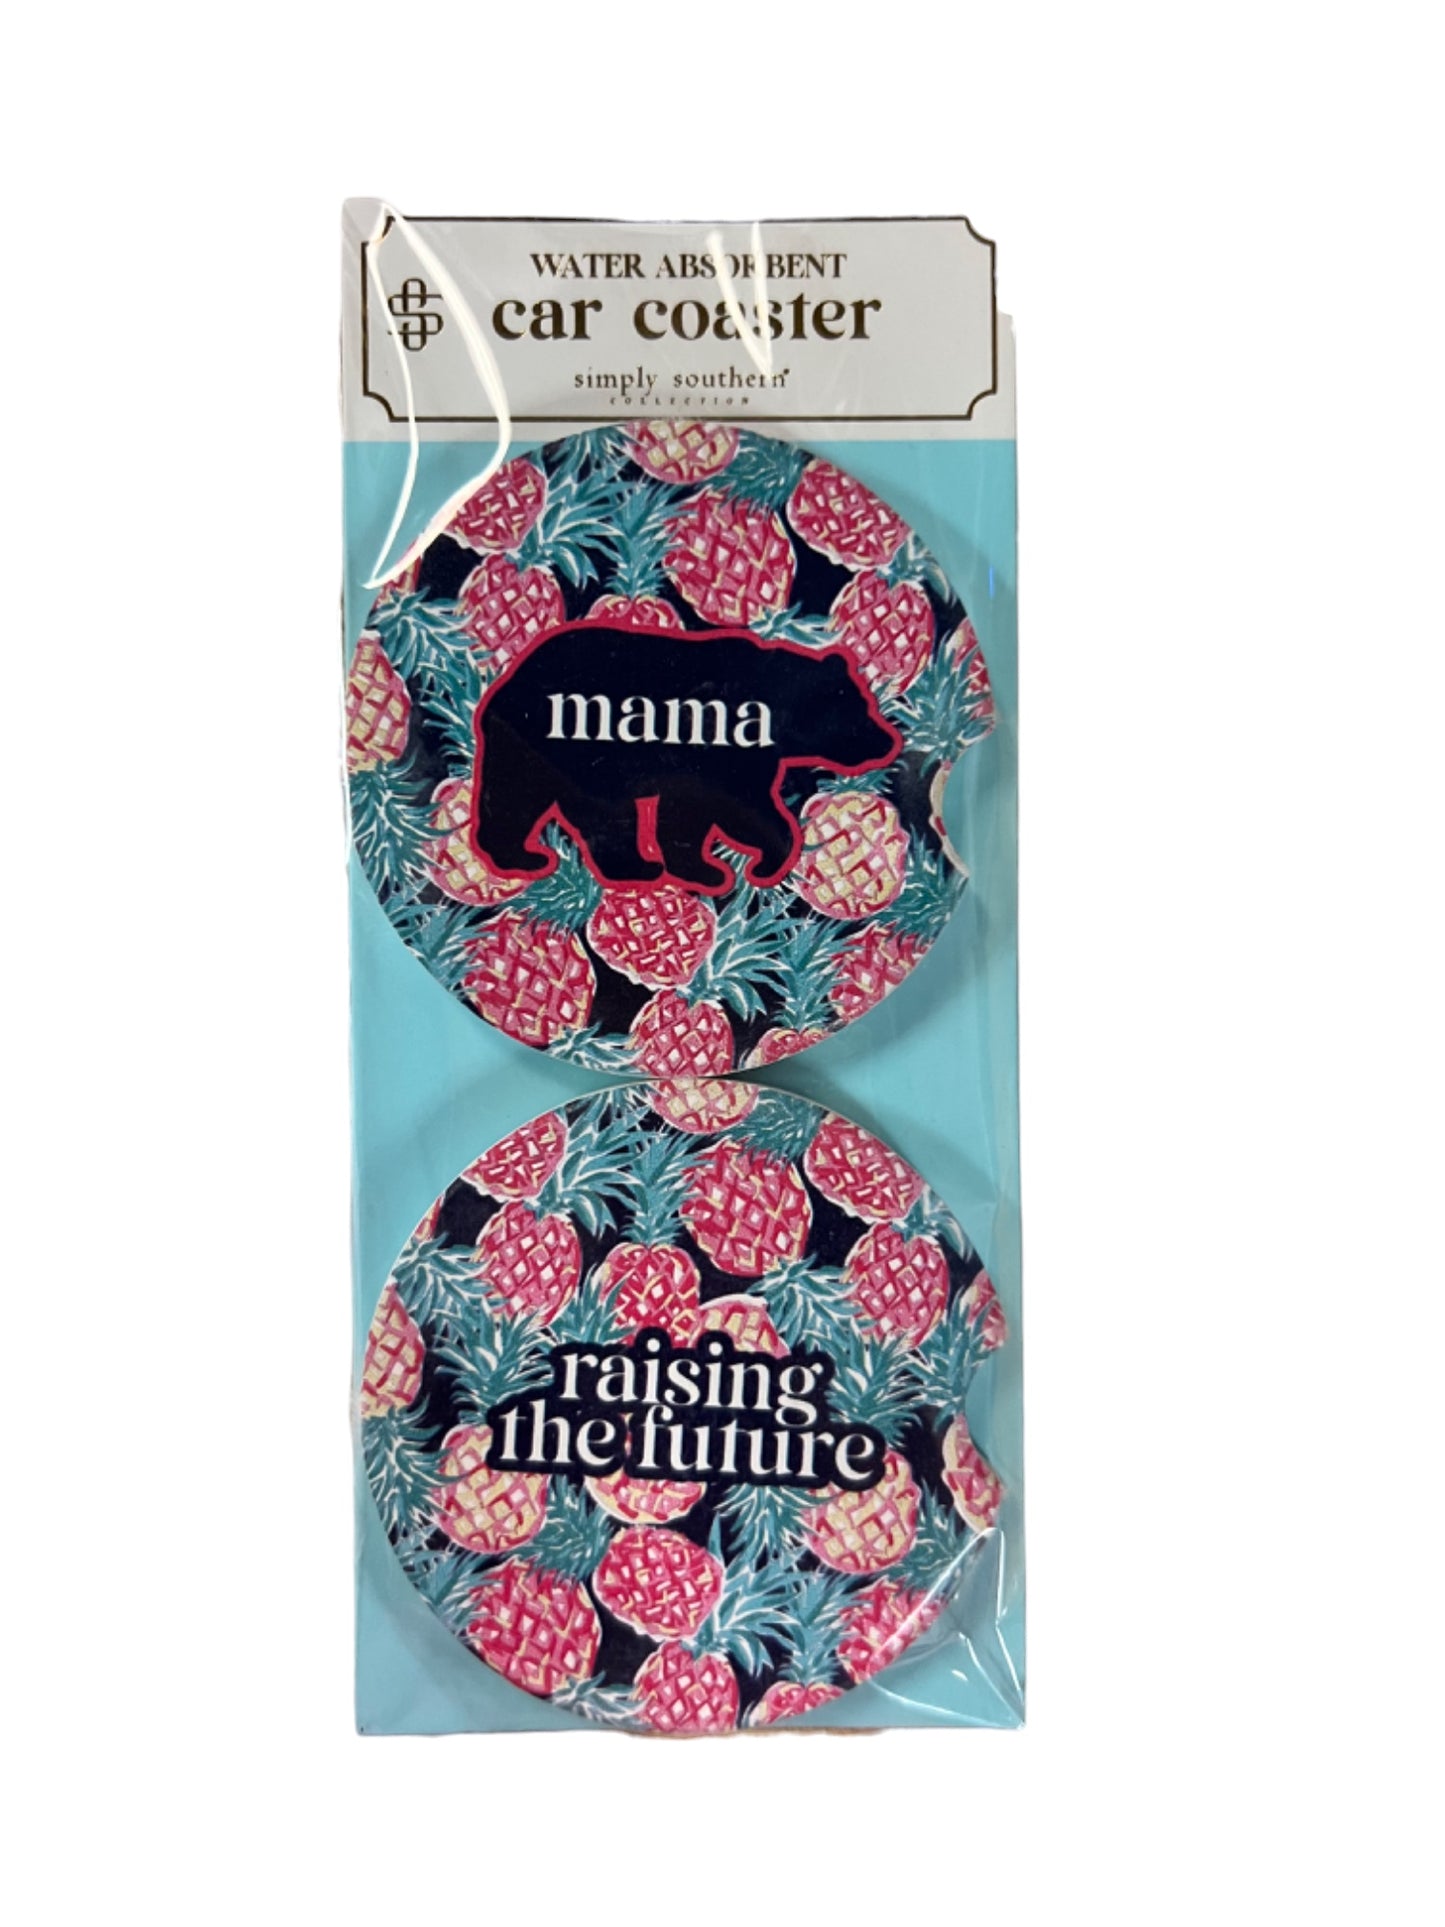 WATER ABSORBENT
car coaster
simply southern®
COLLECTION
mama
raising
the future